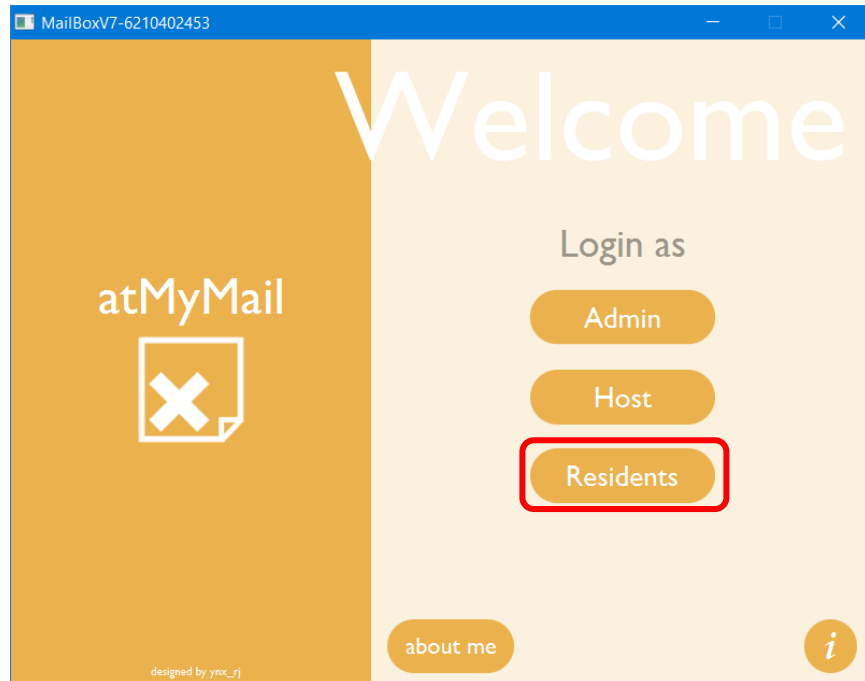 MailBoxV7-6210402453
Welcome
Login as
atMyMail
Admin
Host
Residents
about me
i
designed by ynx_rj